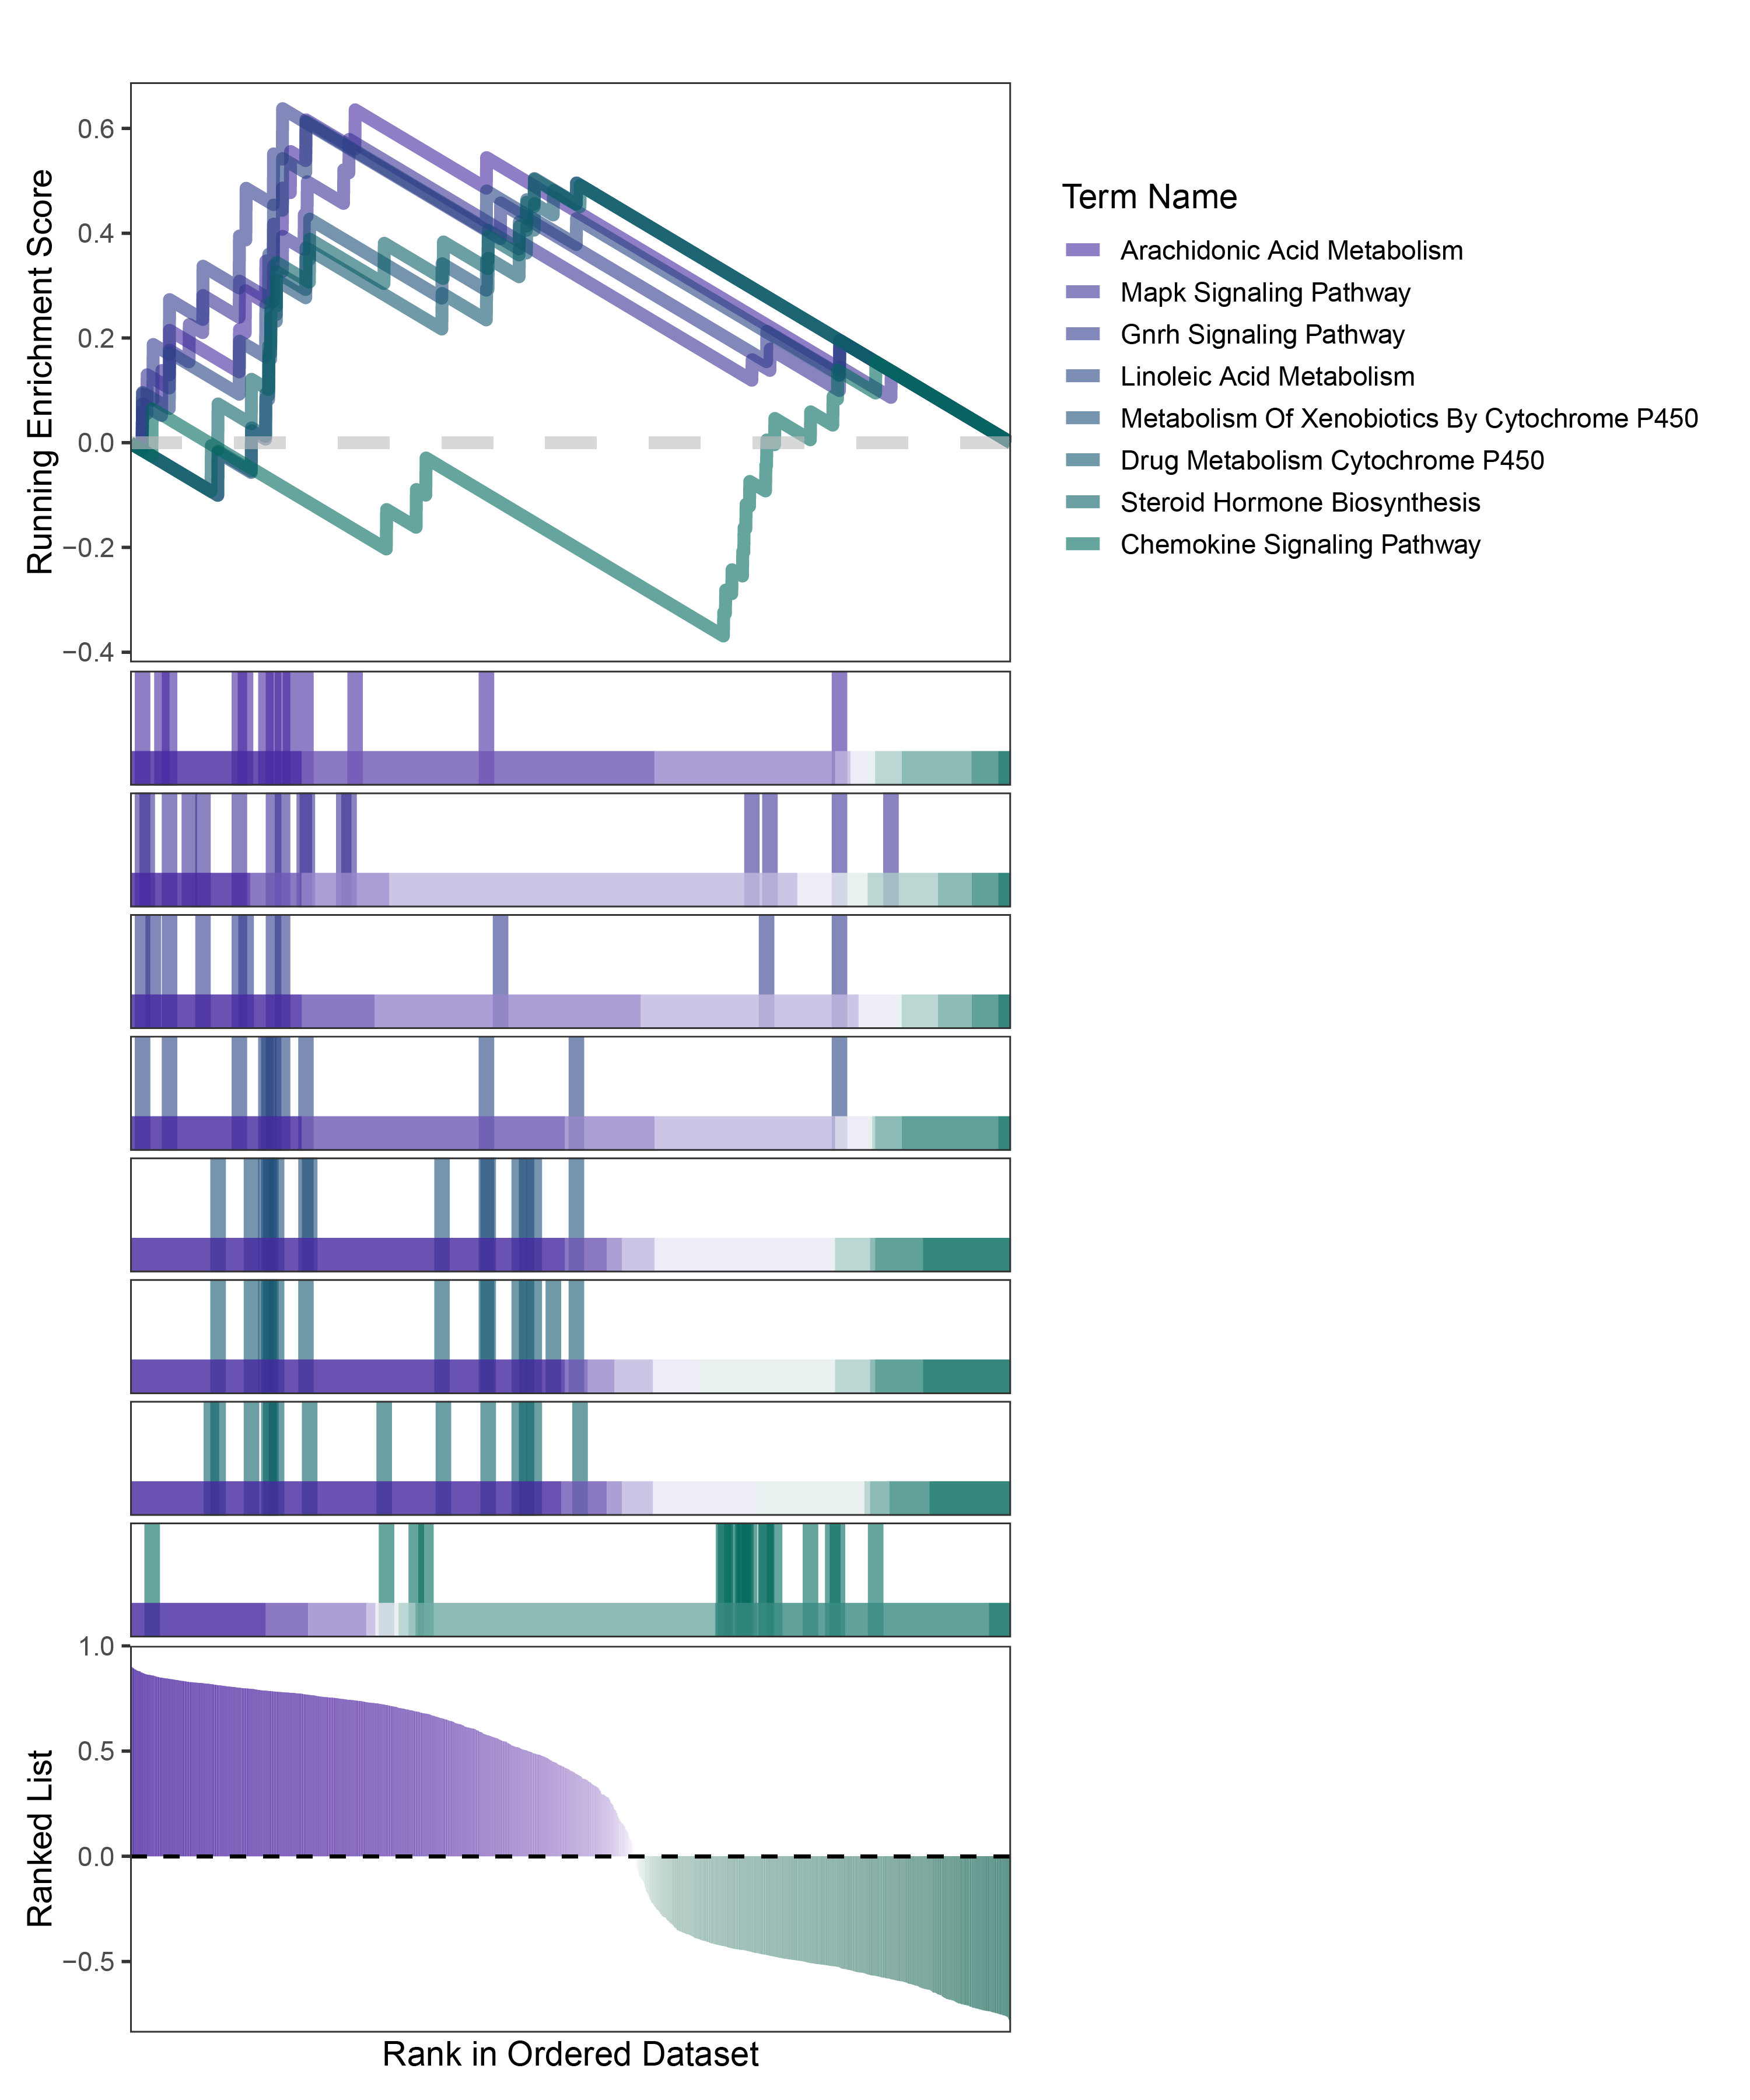 Running Enrichment Score
0.6
0.4
0.2
0.0
−0.2
−0.4
Term Name
Arachidonic Acid Metabolism
Mapk Signaling Pathway
Gnrh Signaling Pathway
Linoleic Acid Metabolism
Metabolism Of Xenobiotics By Cytochrome P450
Drug Metabolism Cytochrome P450
Steroid Hormone Biosynthesis
Chemokine Signaling Pathway
Ranked List
1.0
0.5
0.0
−0.5
Rank in Ordered Dataset